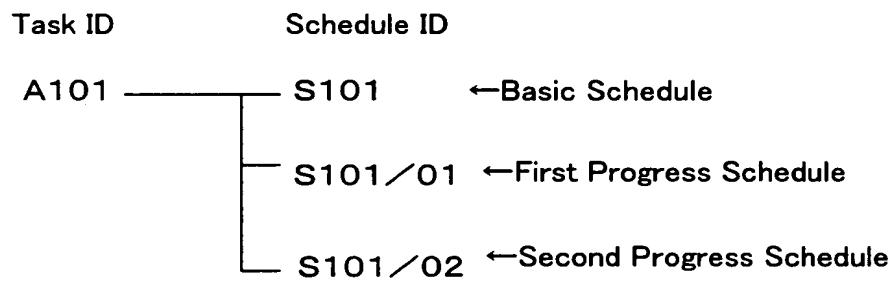 Task ID Schedule ID
A101 S101 ←Basic Schedule
S101／01 ←First Progress Schedule
S101／02 ←Second Progress Schedule